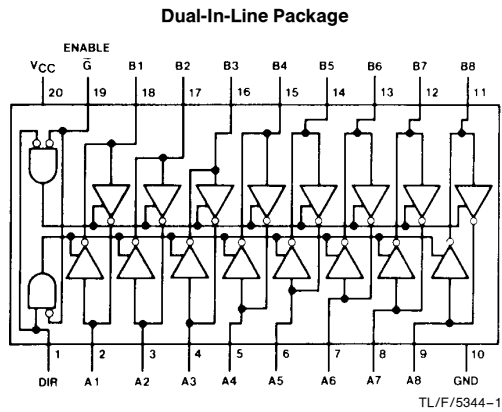 Dual-In-Line Package
ENABLE
VCC G̅ B1 B2 B3 B4 B5 B6 B7 B8
20 19 18 17 16 15 14 13 12 11
1 2 3 4 5 6 7 8 9 10
DIR A1 A2 A3 A4 A5 A6 A7 A8 GND
TL/F/5344–1